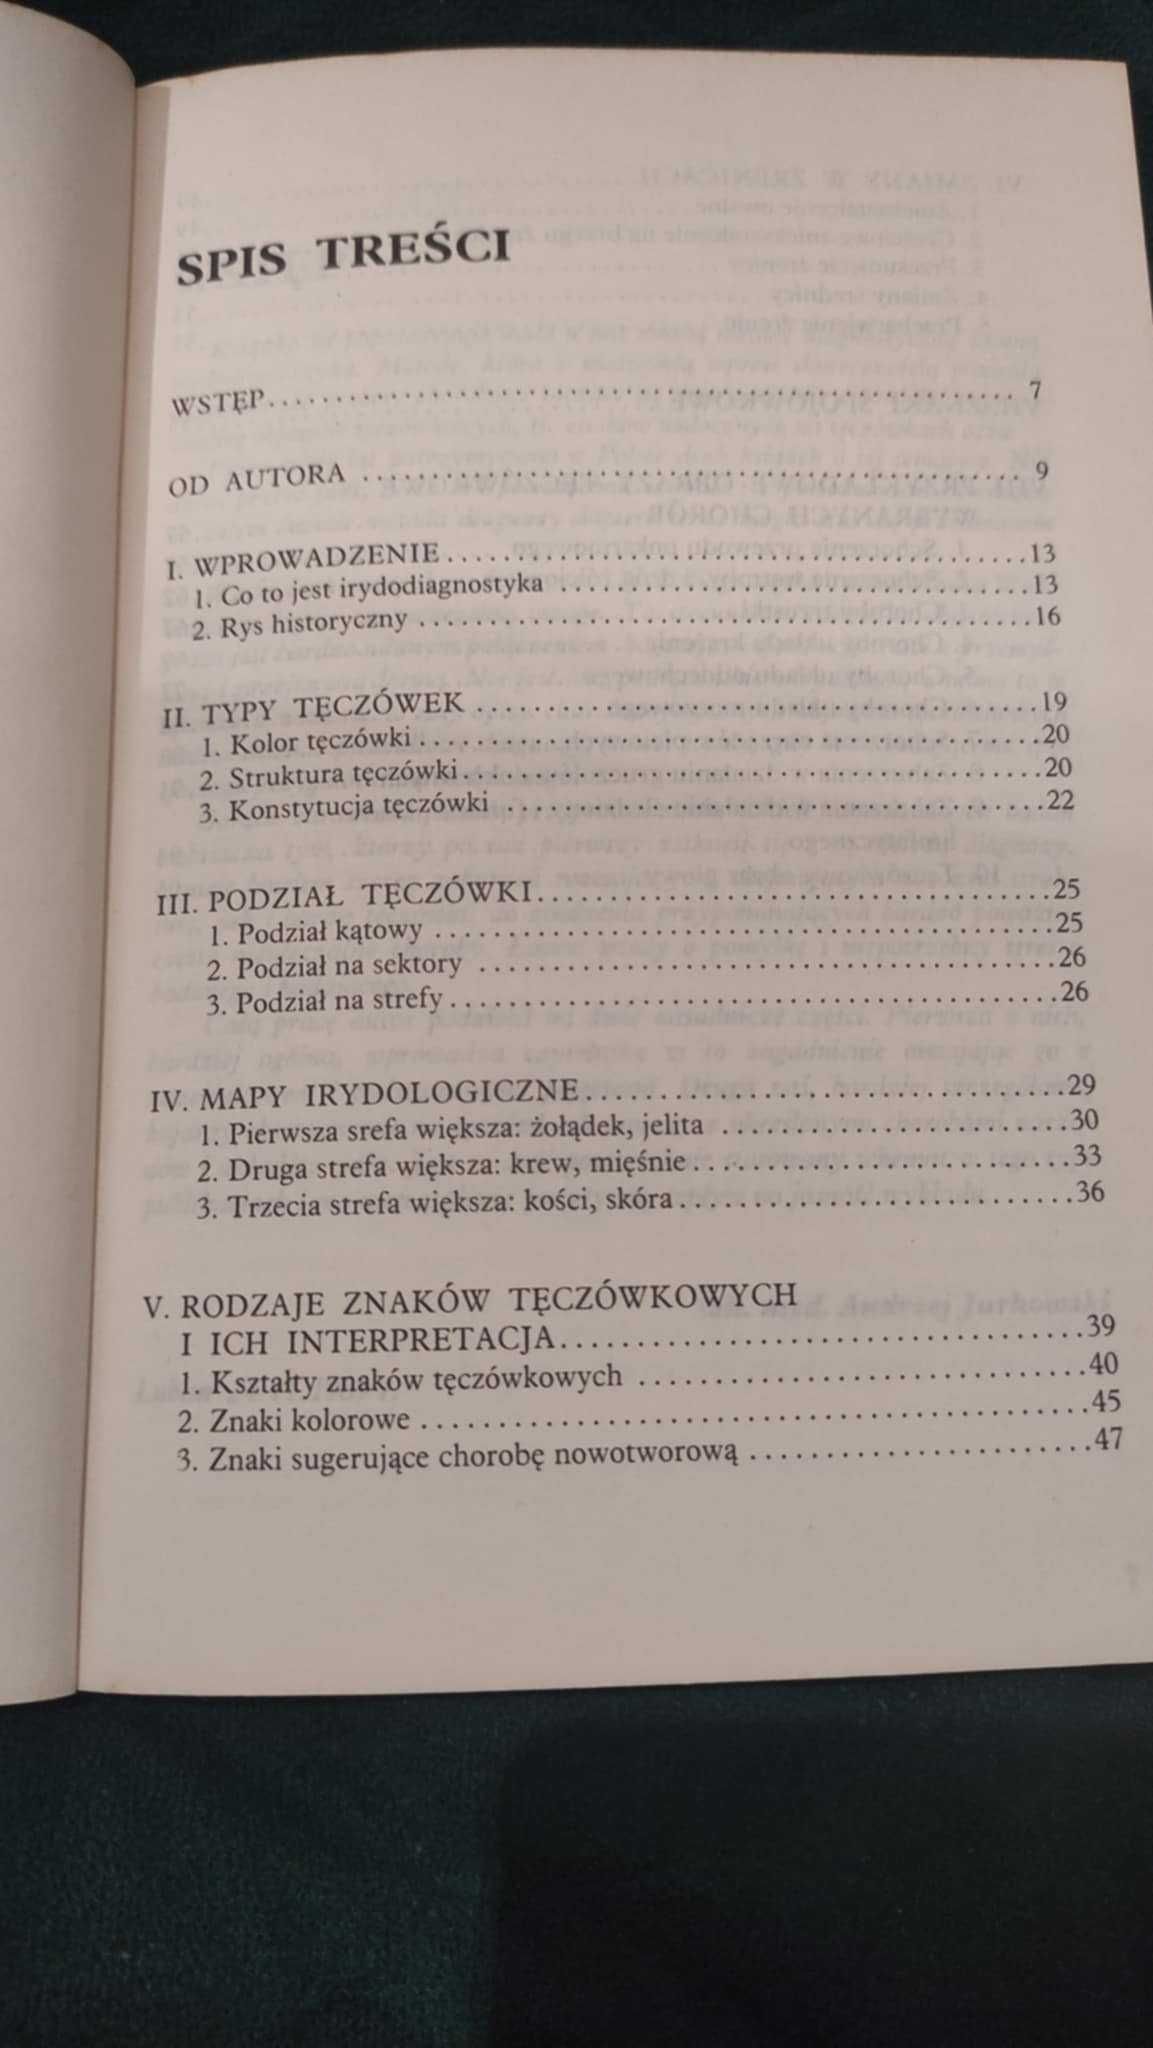 SPIS TREŚCI
WSTĘP........................................................ 7
OD AUTORA ................................................ 9
I. WPROWADZENIE..........................................13
1. Co to jest irydodiagnostyka ..................................13
2. Rys historyczny .............................................16
II. TYPY TĘCZÓWEK ........................................19
1. Kolor tęczówki..............................................20
2. Struktura tęczówki..........................................20
3. Konstytucja tęczówki .......................................22
III. PODZIAŁ TĘCZÓWKI.....................................25
1. Podział kątowy .............................................25
2. Podział na sektory ..........................................26
3. Podział na strefy............................................26
IV. MAPY IRYDOLOGICZNE..................................29
1. Pierwsza srefa większa: żołądek, jelita ........................30
2. Druga strefa większa: krew, mięśnie..........................33
3. Trzecia strefa większa: kości, skóra...........................36
V. RODZAJE ZNAKÓW TĘCZÓWKOWYCH
I ICH INTERPRETACJA....................................39
1. Kształty znaków tęczówkowych ..............................40
2. Znaki kolorowe .............................................45
3. Znaki sugerujące chorobę nowotworową .......................47